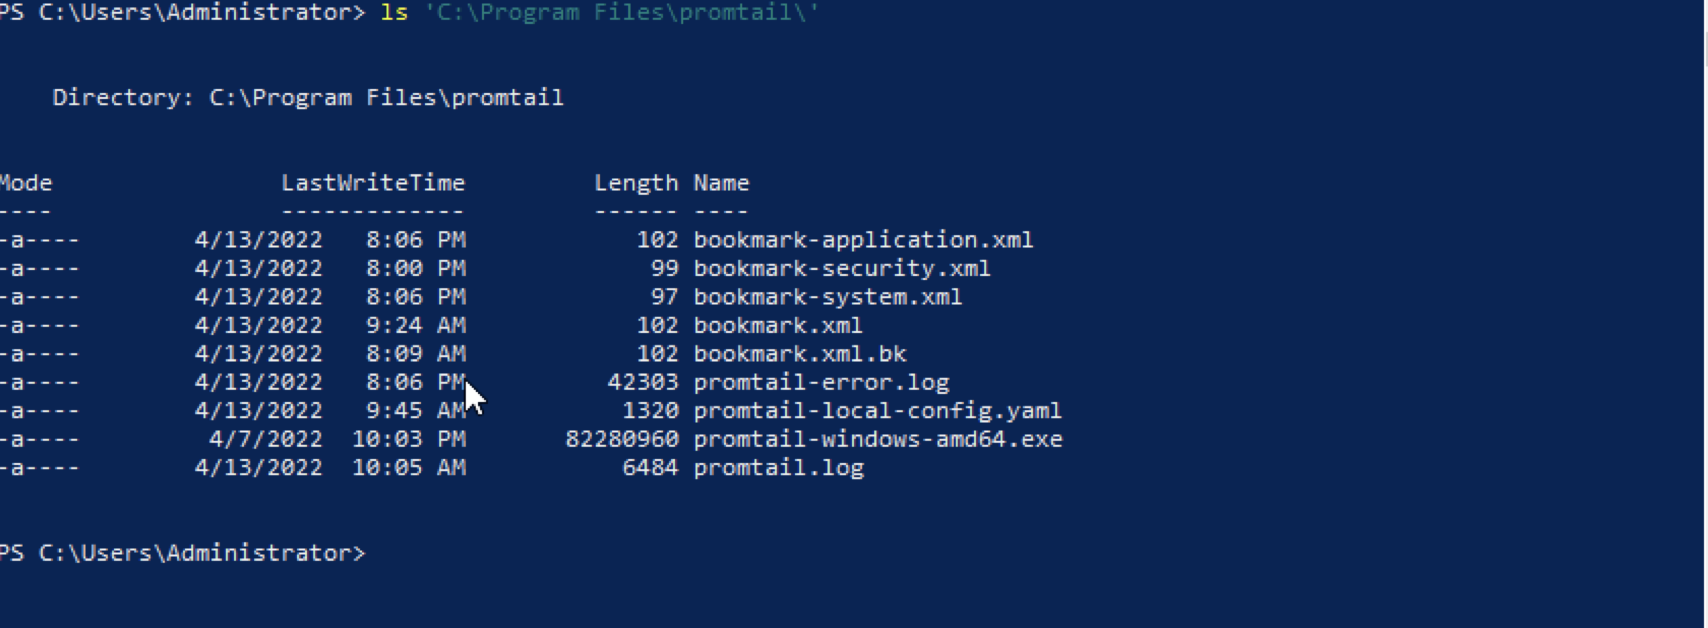 PS C:\Users\Administrator> ls 'C:\Program Files\promtail\'
Directory: C:\Program Files\promtail
Mode LastWriteTime Length Name
---- ------------- ------ ----
-a---- 4/13/2022 8:06 PM 102 bookmark-application.xml
-a---- 4/13/2022 8:00 PM 99 bookmark-security.xml
-a---- 4/13/2022 8:06 PM 97 bookmark-system.xml
-a---- 4/13/2022 9:24 AM 102 bookmark.xml
-a---- 4/13/2022 8:09 AM 102 bookmark.xml.bk
-a---- 4/13/2022 8:06 PM 42303 promtail-error.log
-a---- 4/13/2022 9:45 AM 1320 promtail-local-config.yaml
-a---- 4/7/2022 10:03 PM 82280960 promtail-windows-amd64.exe
-a---- 4/13/2022 10:05 AM 6484 promtail.log
PS C:\Users\Administrator>